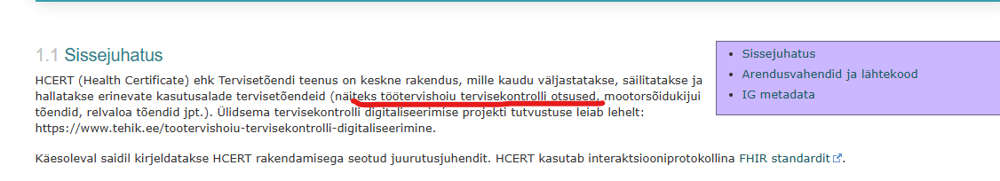 1.1 Sissejuhatus
HCERT (Health Certificate) ehk Tervisetõendi teenus on keskne rakendus, mille kaudu väljastatakse, säilitatakse ja
hallatakse erinevate kasutusalade tervisetõendeid (näiteks töötervishoiu tervisekontrolli otsused, mootorsõidukijui
tõendid, relvaloa tõendid jpt.). Ülidsema tervisekontrolli digitaliseerimise projekti tutvustuse leiab lehelt:
https://www.tehik.ee/tootervishoiu-tervisekontrolli-digitaliseerimine.
Käesoleval saidil kirjeldatakse HCERT rakendamisega seotud juurutusjuhendit. HCERT kasutab interaktsiooniprotokollina FHIR standardit.
Sissejuhatus
Arendusvahendid ja lähtekood
IG metadata